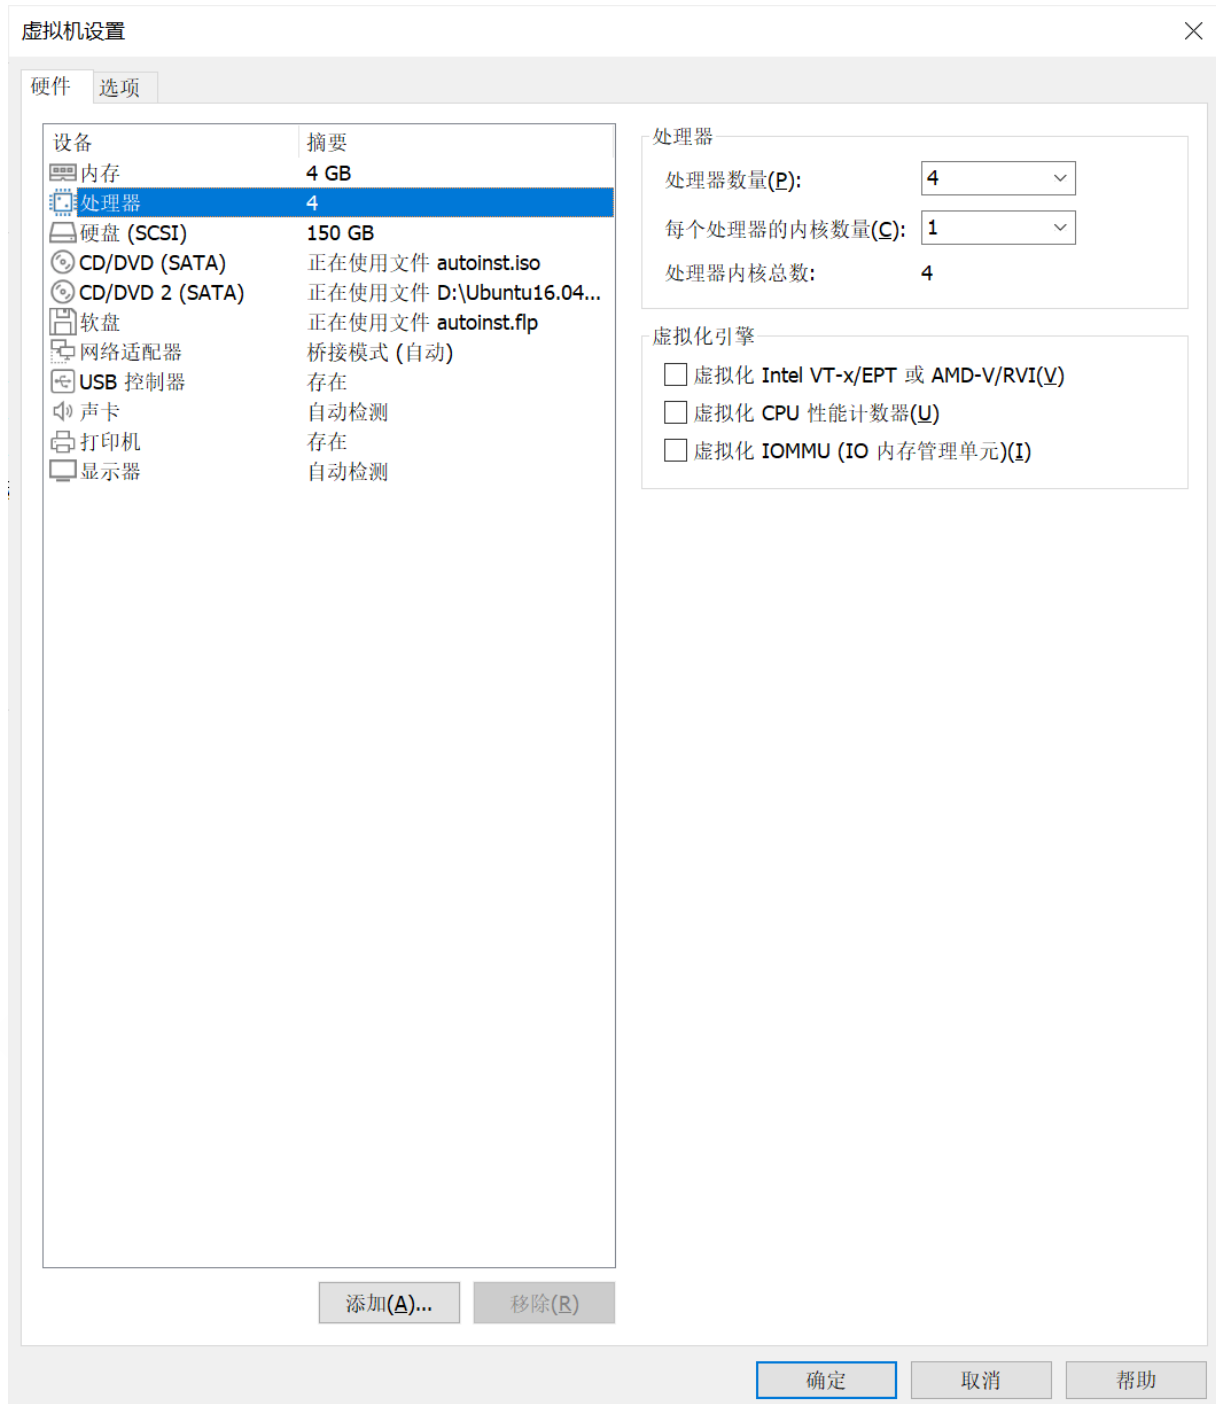 虚拟机设置
硬件 选项
设备 摘要
内存 4 GB
处理器 4
硬盘 (SCSI) 150 GB
CD/DVD (SATA) 正在使用文件 autoinst.iso
CD/DVD 2 (SATA) 正在使用文件 D:\Ubuntu16.04...
软盘 正在使用文件 autoinst.flp
网络适配器 桥接模式 (自动)
USB 控制器 存在
声卡 自动检测
打印机 存在
显示器 自动检测
添加(A)... 移除(R)
处理器
处理器数量(P): 4
每个处理器的内核数量(C): 1
处理器内核总数: 4
虚拟化引擎
虚拟化 Intel VT-x/EPT 或 AMD-V/RVI(V)
虚拟化 CPU 性能计数器(U)
虚拟化 IOMMU (IO 内存管理单元)(I)
确定 取消 帮助